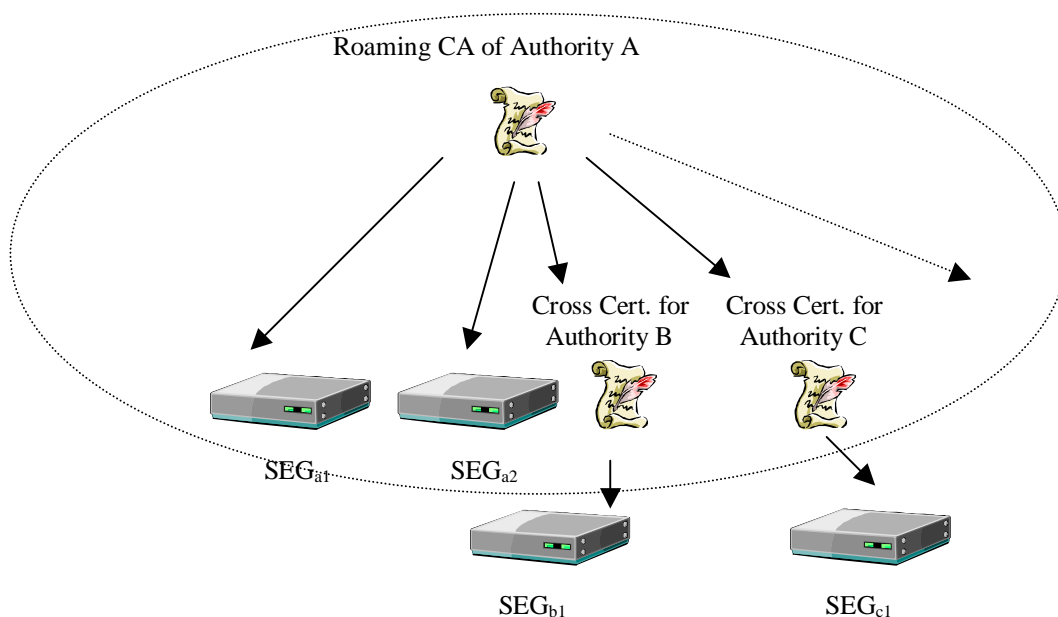 Roaming CA of Authority A
Cross Cert. for
Authority B
Cross Cert. for
Authority C
SEGa1
SEGa2
SEGb1
SEGc1